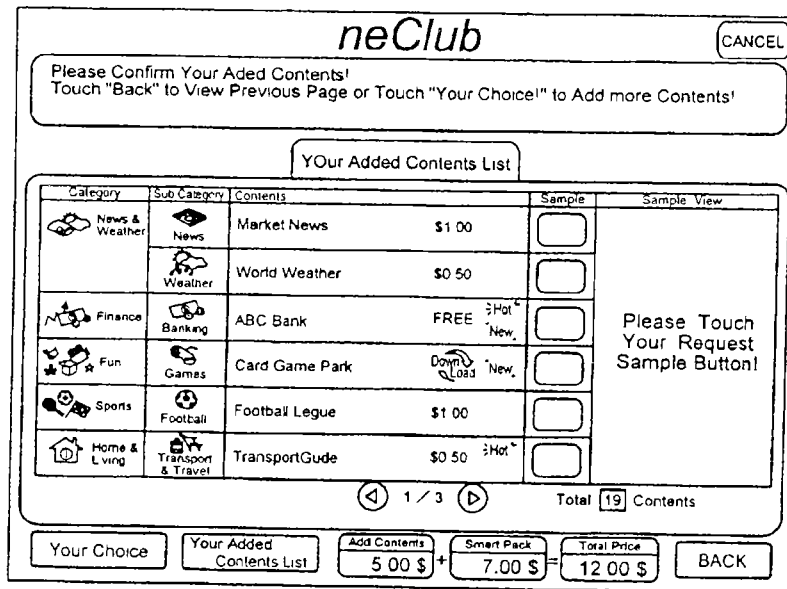 neClub
CANCEL
Please Confirm Your Aded Contents!
Touch "Back" to View Previous Page or Touch "Your Choice!" to Add more Contents!
YOur Added Contents List
Category Sub Category Contents Sample Sample View
News & Weather News Market News $1 00
Weather World Weather $0 50
Finance Banking ABC Bank FREE Hot New
Fun Games Card Game Park Down Load New
Sports Football Football Legue $1 00
Home & Living Transport & Travel TransportGude $0 50 Hot
Please Touch
Your Request
Sample Button!
1 / 3 Total 19 Contents
Your Choice
Your Added
Contents List
Add Contents
5 00 $
+
Smart Pack
7.00 $
=
Total Price
12 00 $
BACK